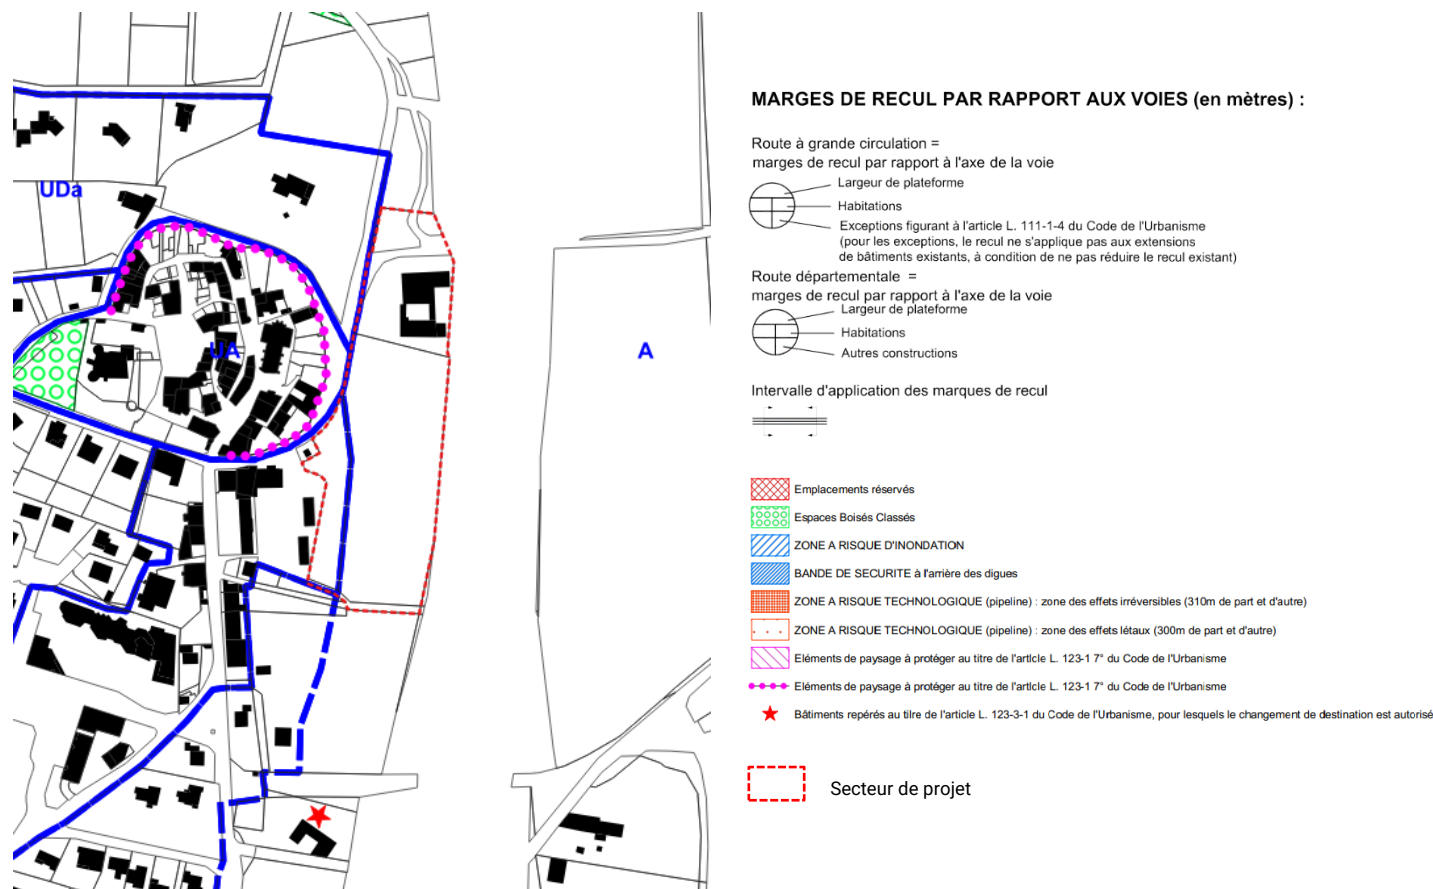 UDa
UA
A
MARGES DE RECUL PAR RAPPORT AUX VOIES (en mètres) :
Route à grande circulation =
marges de recul par rapport à l'axe de la voie
Largeur de plateforme
Habitations
Exceptions figurant à l'article L. 111-1-4 du Code de l'Urbanisme
(pour les exceptions, le recul ne s'applique pas aux extensions
de bâtiments existants, à condition de ne pas réduire le recul existant)
Route départementale =
marges de recul par rapport à l'axe de la voie
Largeur de plateforme
Habitations
Autres constructions
Intervalle d'application des marques de recul
Emplacements réservés
Espaces Boisés Classés
ZONE A RISQUE D'INONDATION
BANDE DE SECURITE à l'arrière des digues
ZONE A RISQUE TECHNOLOGIQUE (pipeline) : zone des effets irréversibles (310m de part et d'autre)
ZONE A RISQUE TECHNOLOGIQUE (pipeline) : zone des effets létaux (300m de part et d'autre)
Eléments de paysage à protéger au titre de l'article L. 123-1 7° du Code de l'Urbanisme
Eléments de paysage à protéger au titre de l'article L. 123-1 7° du Code de l'Urbanisme
Bâtiments repérés au titre de l'article L. 123-3-1 du Code de l'Urbanisme, pour lesquels le changement de destination est autorisé
Secteur de projet